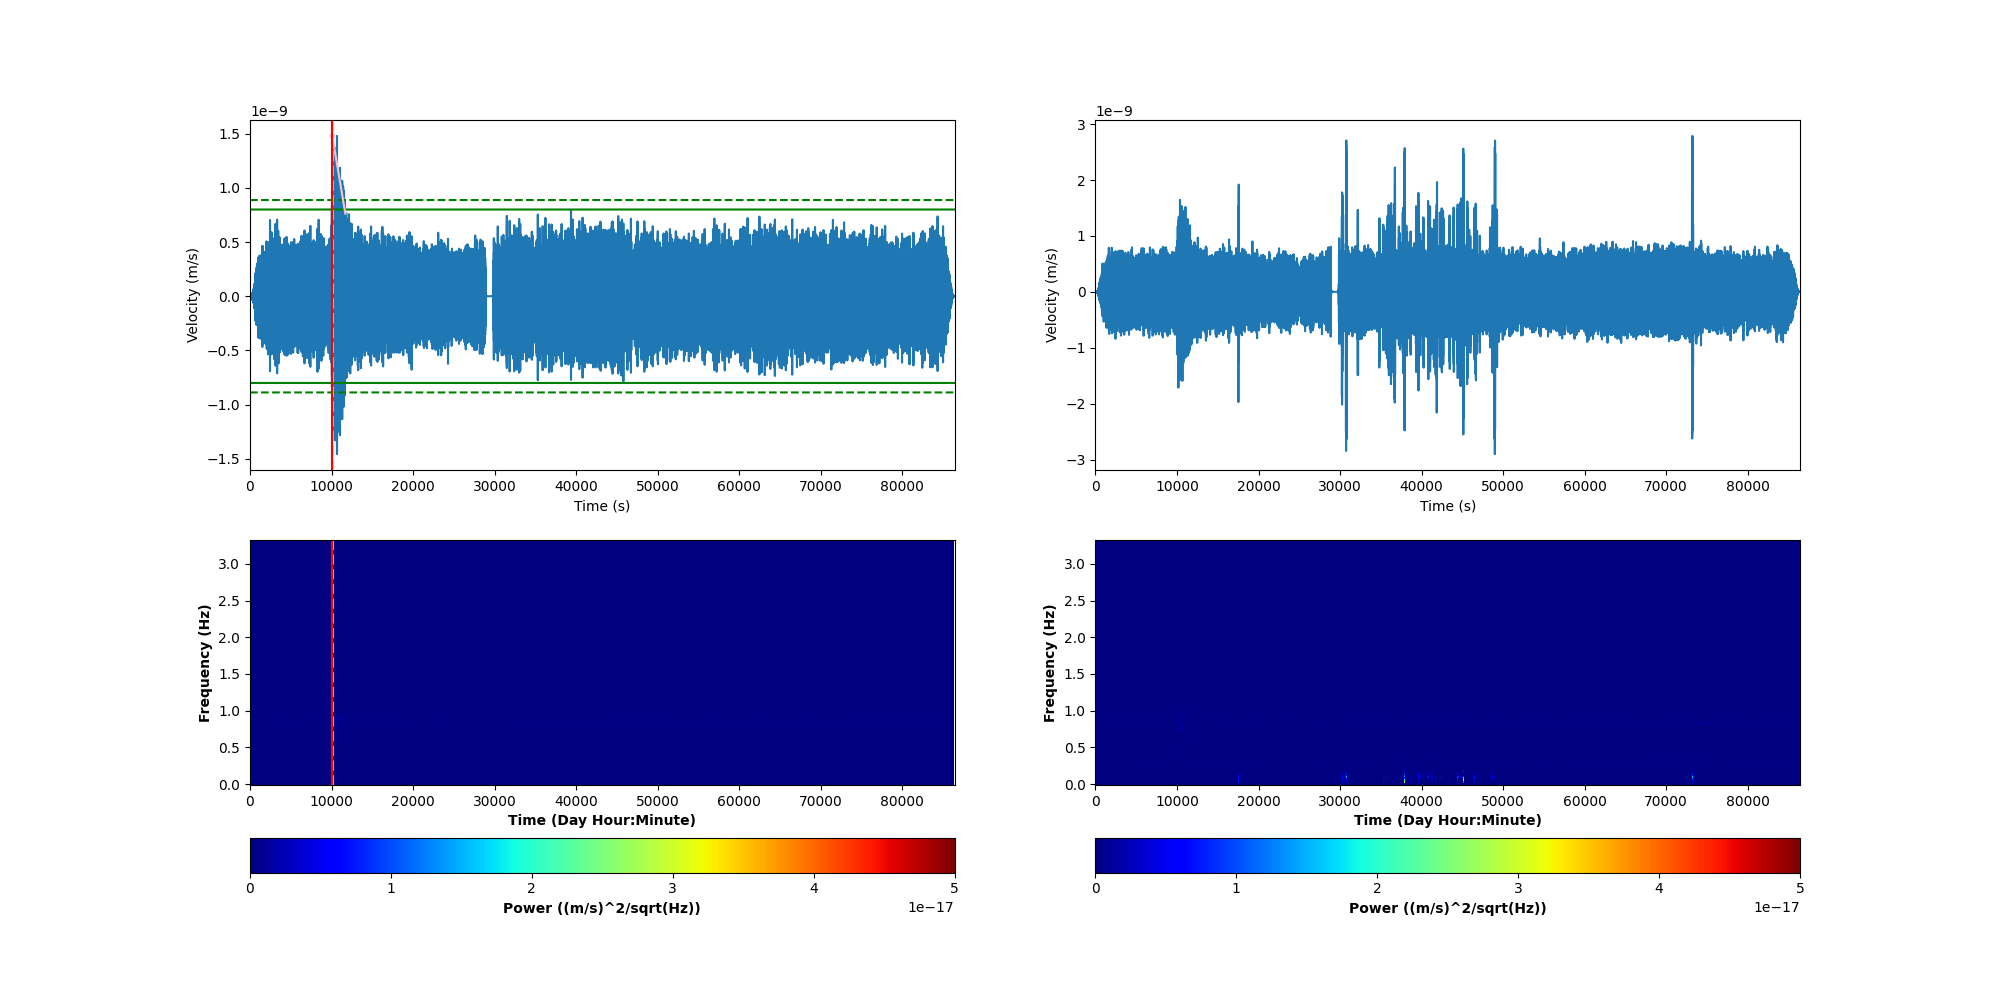 1e−9
1.5
1.0
0.5
0.0
−0.5
−1.0
−1.5
Velocity (m/s)
0 10000 20000 30000 40000 50000 60000 70000 80000
Time (s)
1e−9
3
2
1
0
−1
−2
−3
Velocity (m/s)
0 10000 20000 30000 40000 50000 60000 70000 80000
Time (s)
3.0
2.5
2.0
1.5
1.0
0.5
0.0
Frequency (Hz)
0 10000 20000 30000 40000 50000 60000 70000 80000
Time (Day Hour:Minute)
0 1 2 3 4 5
Power ((m/s)^2/sqrt(Hz))
1e−17
3.0
2.5
2.0
1.5
1.0
0.5
0.0
Frequency (Hz)
0 10000 20000 30000 40000 50000 60000 70000 80000
Time (Day Hour:Minute)
0 1 2 3 4 5
Power ((m/s)^2/sqrt(Hz))
1e−17